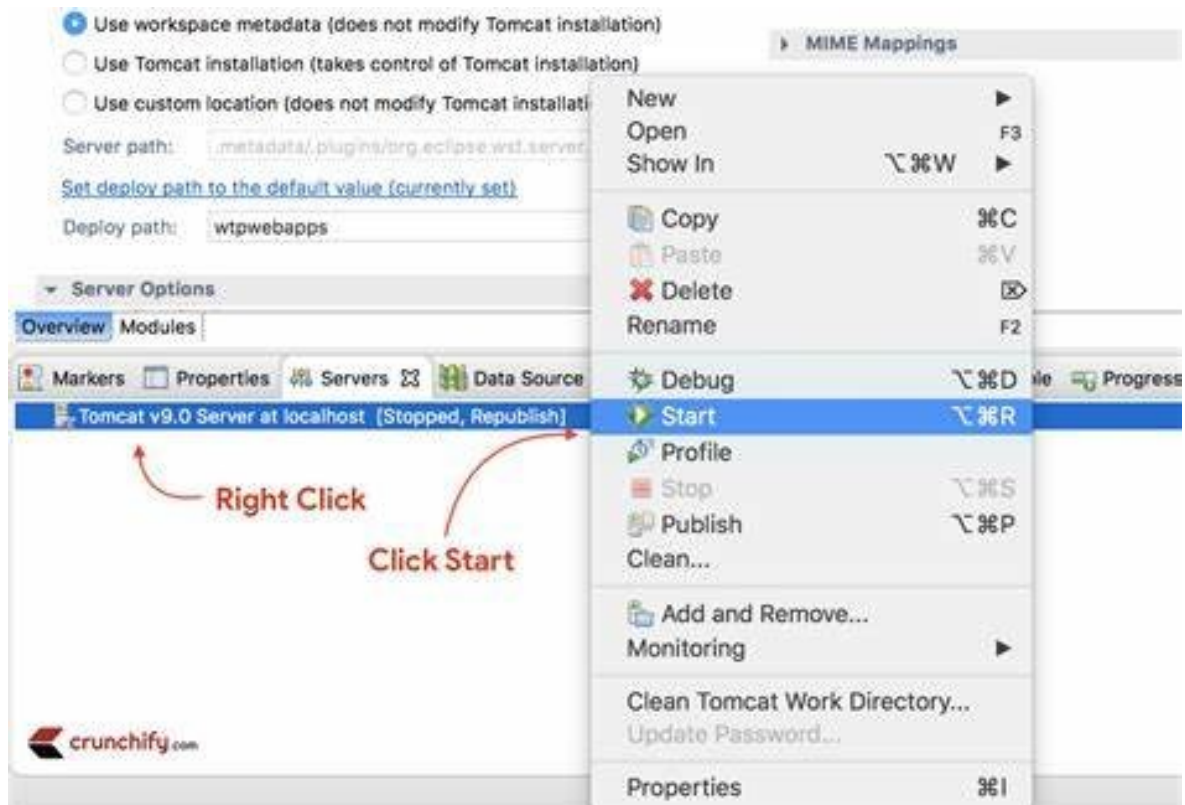 Use workspace metadata (does not modify Tomcat installation)
Use Tomcat installation (takes control of Tomcat installation)
Use custom location (does not modify Tomcat installati
Server path: .metadata/.plugins/org.eclipse.wst.server.
Set deploy path to the default value (currently set)
Deploy path: wtpwebapps
Server Options
Overview Modules
MIME Mappings
Markers Properties Servers Data Source
le Progress
Tomcat v9.0 Server at localhost [Stopped, Republish]
Right Click
Click Start
crunchify.com
New
Open F3
Show In ⌥⌘W
Copy ⌘C
Paste ⌘V
Delete ⌦
Rename F2
Debug ⌥⌘D
Start ⌥⌘R
Profile
Stop ⌥⌘S
Publish ⌥⌘P
Clean...
Add and Remove...
Monitoring
Clean Tomcat Work Directory...
Update Password...
Properties ⌘I